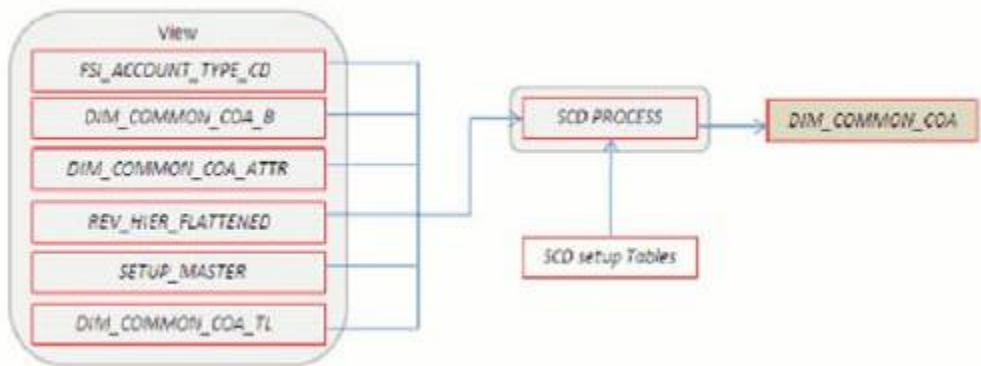 View
FSI_ACCOUNT_TYPE_CD
DIM_COMMON_COA_B
DIM_COMMON_COA_ATTR
REV_HIER_FLATTENED
SETUP_MASTER
DIM_COMMON_COA_TL
SCD PROCESS
DIM_COMMON_COA
SCD setup Tables